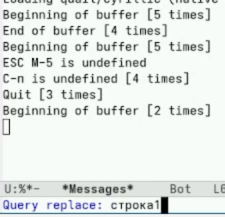 Loading quail/cyrillic (native
Beginning of buffer [5 times]
End of buffer [4 times]
Beginning of buffer [5 times]
ESC M-5 is undefined
C-n is undefined [4 times]
Quit [3 times]
Beginning of buffer [2 times]
U:%*- *Messages* Bot L6
Query replace: строка1